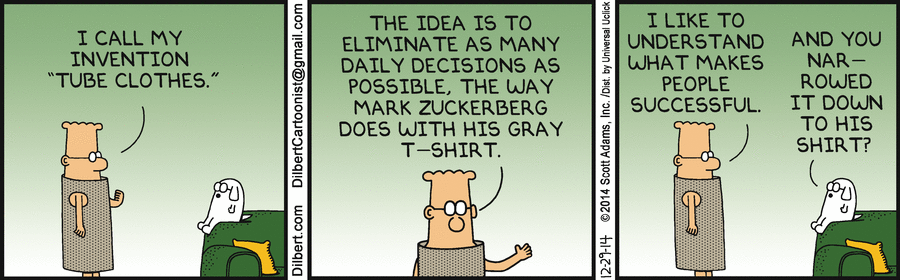 I CALL MY
INVENTION
“TUBE CLOTHES.”
Dilbert.com DilbertCartoonist@gmail.com
THE IDEA IS TO
ELIMINATE AS MANY
DAILY DECISIONS AS
POSSIBLE, THE WAY
MARK ZUCKERBERG
DOES WITH HIS GRAY
T-SHIRT.
12-29-14 ©2014 Scott Adams, Inc. /Dist. by Universal Uclick
I LIKE TO
UNDERSTAND
WHAT MAKES
PEOPLE
SUCCESSFUL.
AND YOU
NAR-
ROWED
IT DOWN
TO HIS
SHIRT?